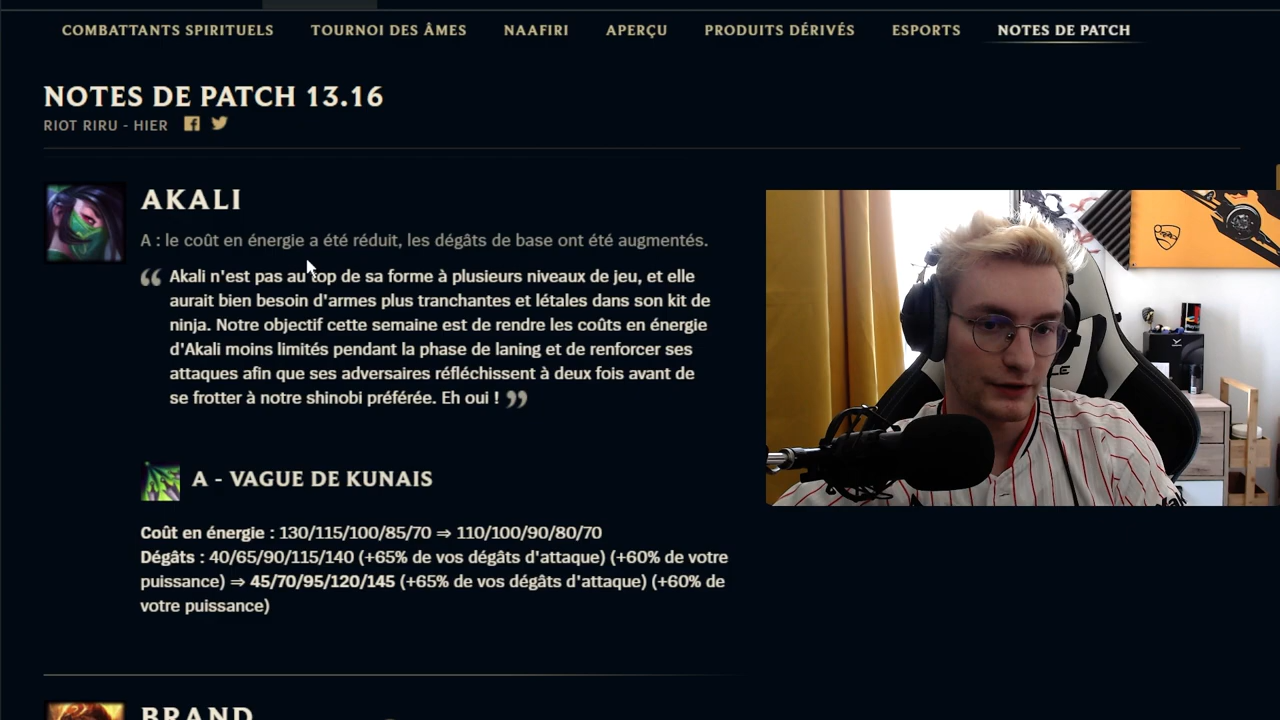 COMBATTANTS SPIRITUELS TOURNOI DES ÂMES NAAFIRI APERÇU PRODUITS DÉRIVÉS ESPORTS NOTES DE PATCH
NOTES DE PATCH 13.16
RIOT RIRU - HIER
AKALI
A : le coût en énergie a été réduit, les dégâts de base ont été augmentés.
“ Akali n'est pas au top de sa forme à plusieurs niveaux de jeu, et elle
aurait bien besoin d'armes plus tranchantes et létales dans son kit de
ninja. Notre objectif cette semaine est de rendre les coûts en énergie
d'Akali moins limités pendant la phase de laning et de renforcer ses
attaques afin que ses adversaires réfléchissent à deux fois avant de
se frotter à notre shinobi préférée. Eh oui ! ”
A - VAGUE DE KUNAIS
Coût en énergie : 130/115/100/85/70 ⇒ 110/100/90/80/70
Dégâts : 40/65/90/115/140 (+65% de vos dégâts d'attaque) (+60% de votre
puissance) ⇒ 45/70/95/120/145 (+65% de vos dégâts d'attaque) (+60% de
votre puissance)
BRAND